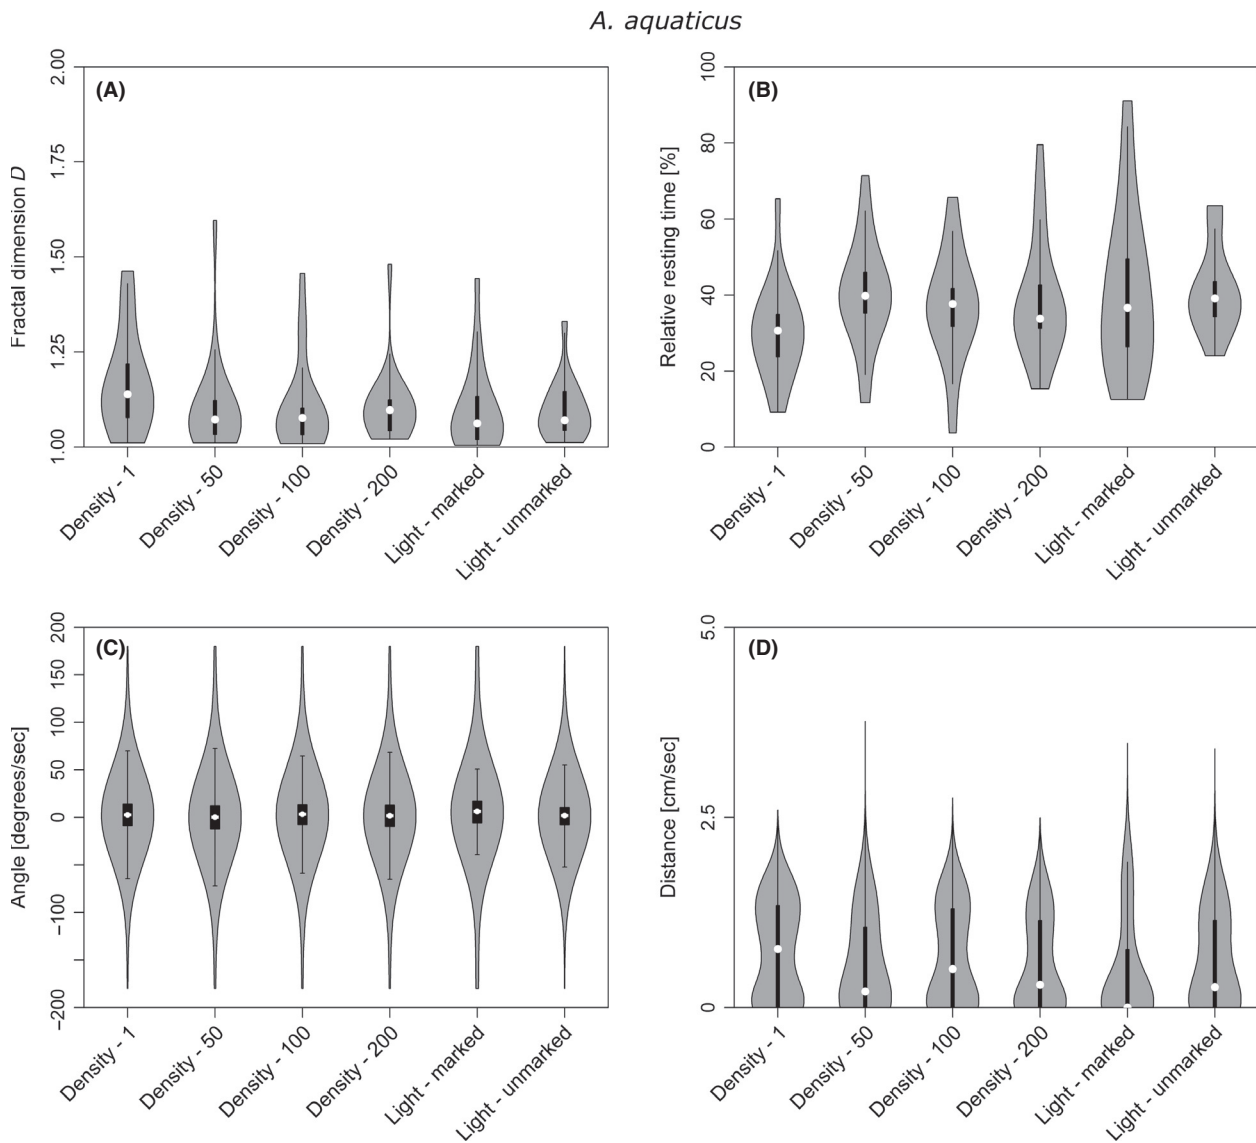 A. aquaticus
(A)
Fractal dimension D
2.00
1.75
1.50
1.25
1.00
Density - 1
Density - 50
Density - 100
Density - 200
Light - marked
Light - unmarked
(B)
Relative resting time [%]
100
80
60
40
20
0
Density - 1
Density - 50
Density - 100
Density - 200
Light - marked
Light - unmarked
(C)
Angle [degrees/sec]
200
150
100
50
0
−100
−200
Density - 1
Density - 50
Density - 100
Density - 200
Light - marked
Light - unmarked
(D)
Distance [cm/sec]
5.0
2.5
0
Density - 1
Density - 50
Density - 100
Density - 200
Light - marked
Light - unmarked